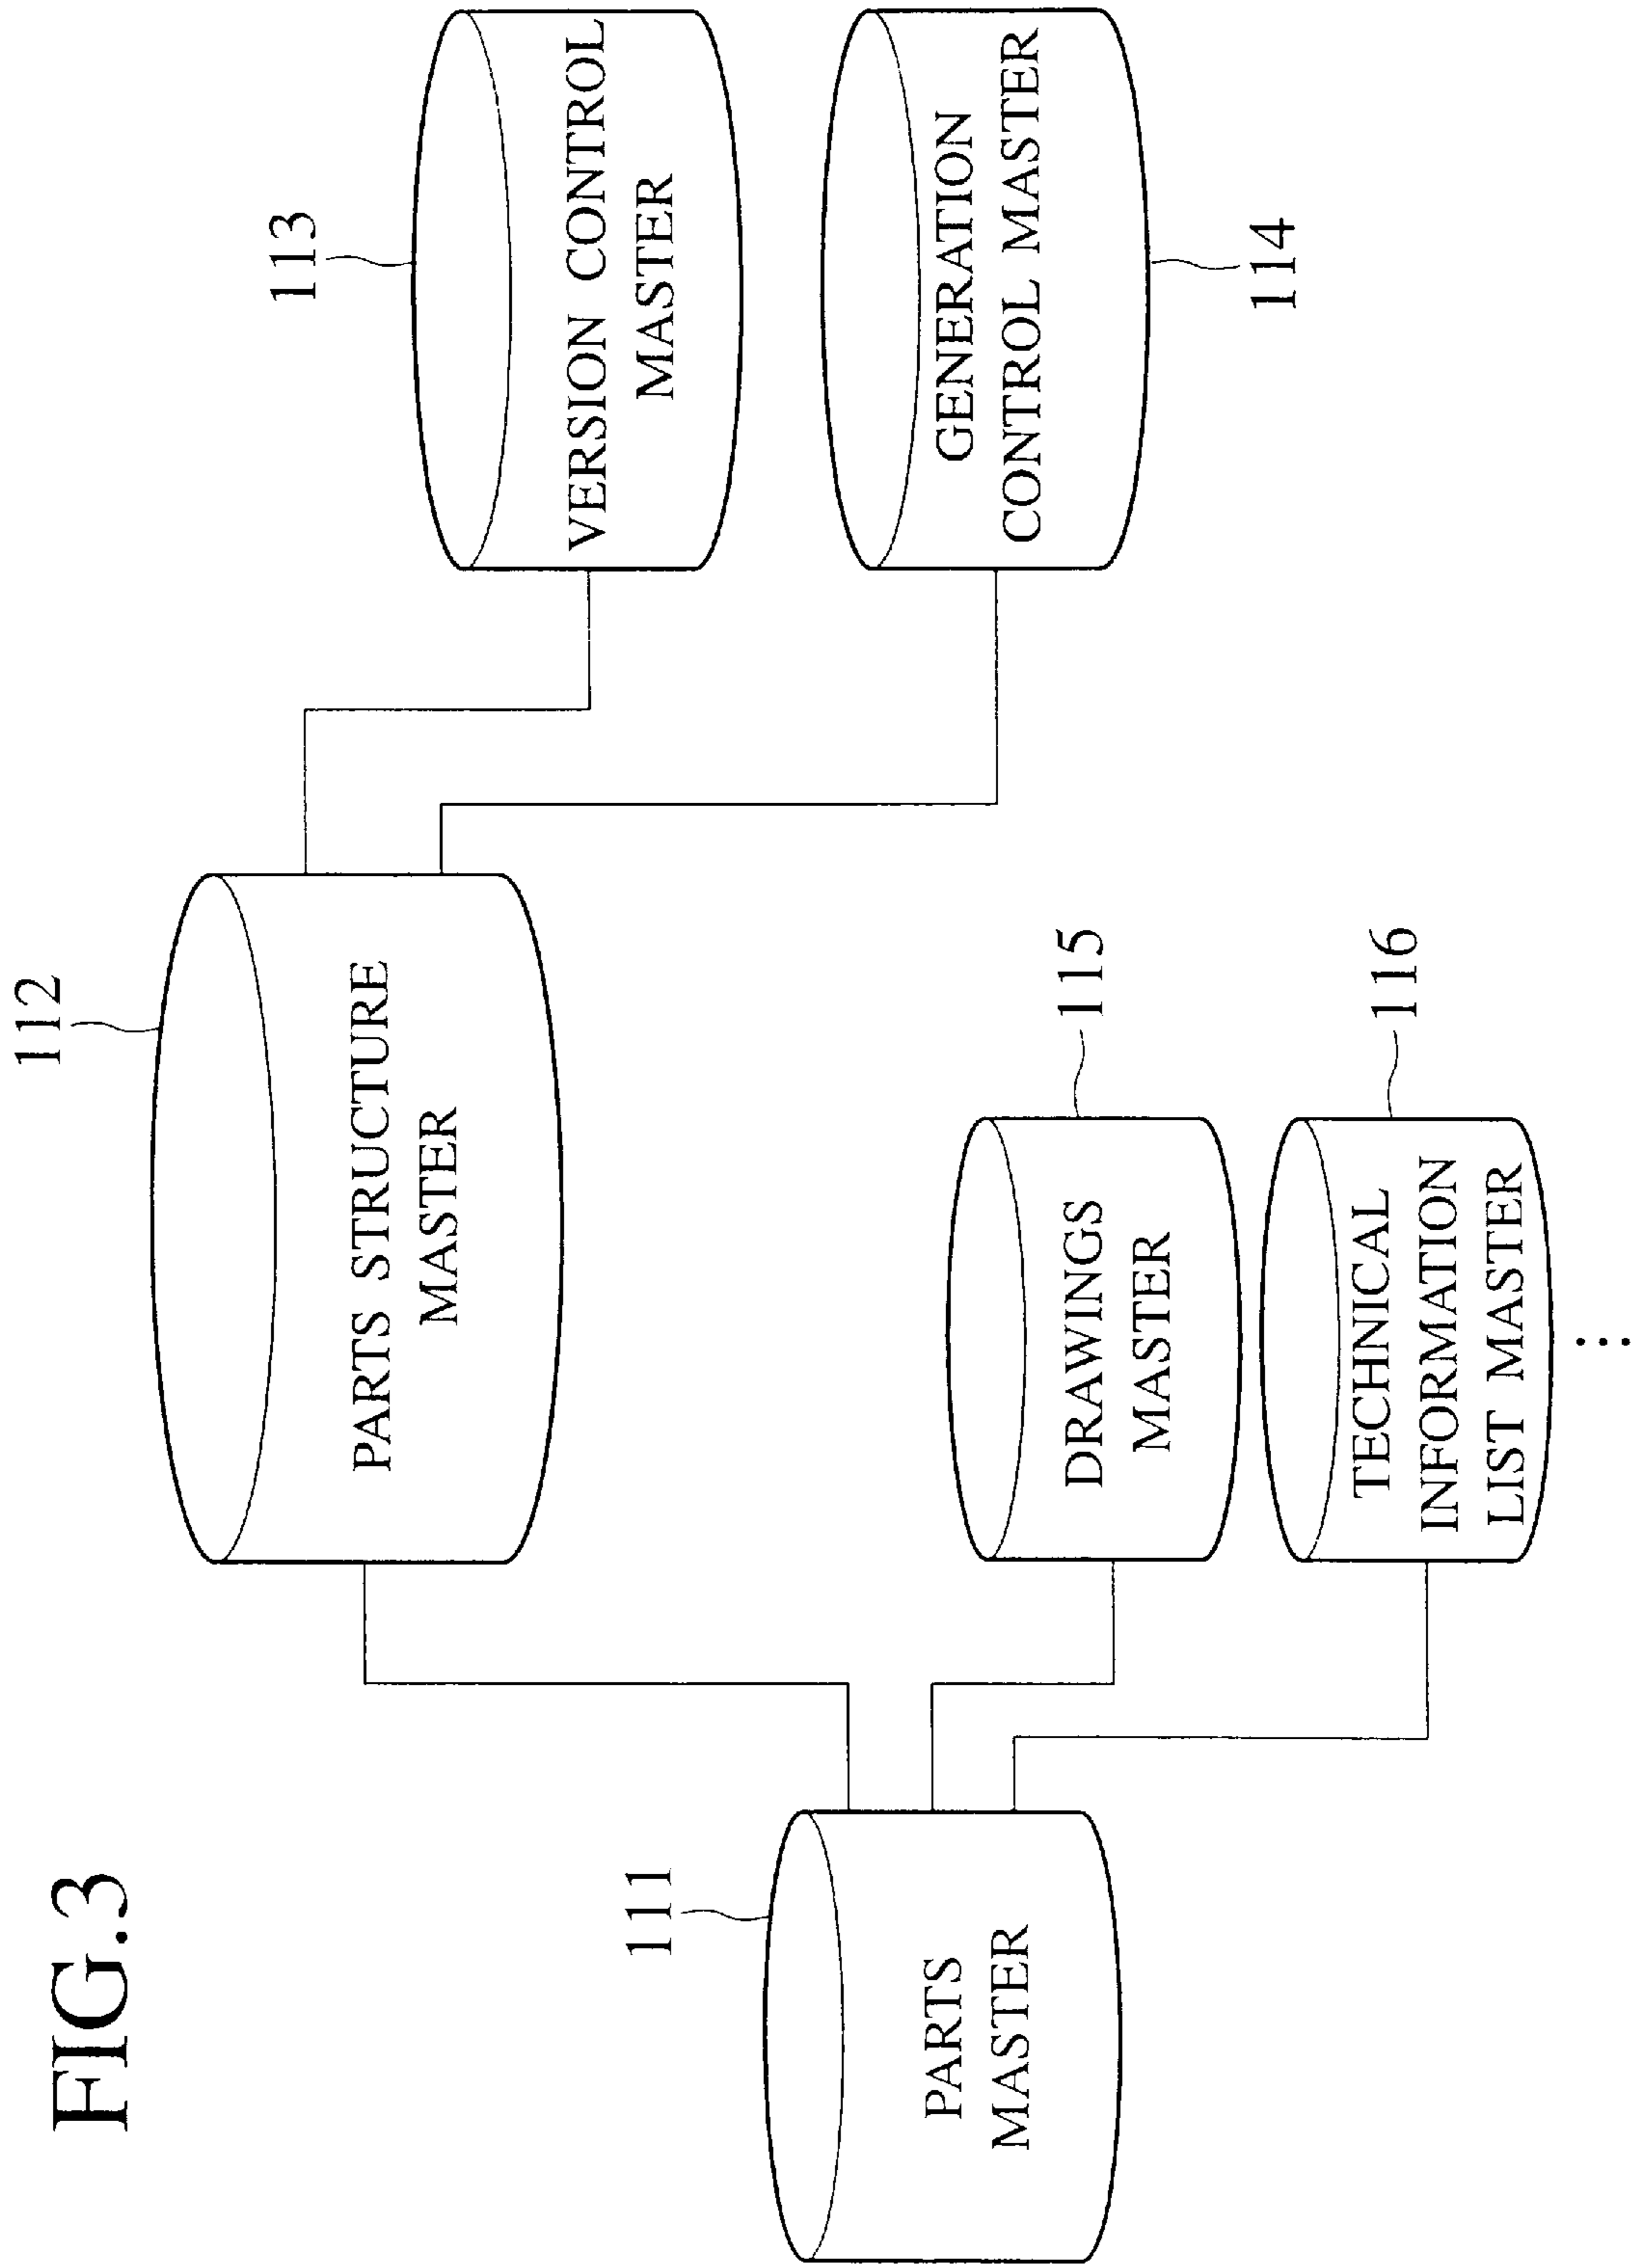 FIG.3
112
PARTS STRUCTURE
MASTER
113
VERSION CONTROL
MASTER
GENERATION
CONTROL MASTER
114
111
PARTS
MASTER
DRAWINGS
MASTER
115
TECHNICAL
INFORMATION
LIST MASTER
116